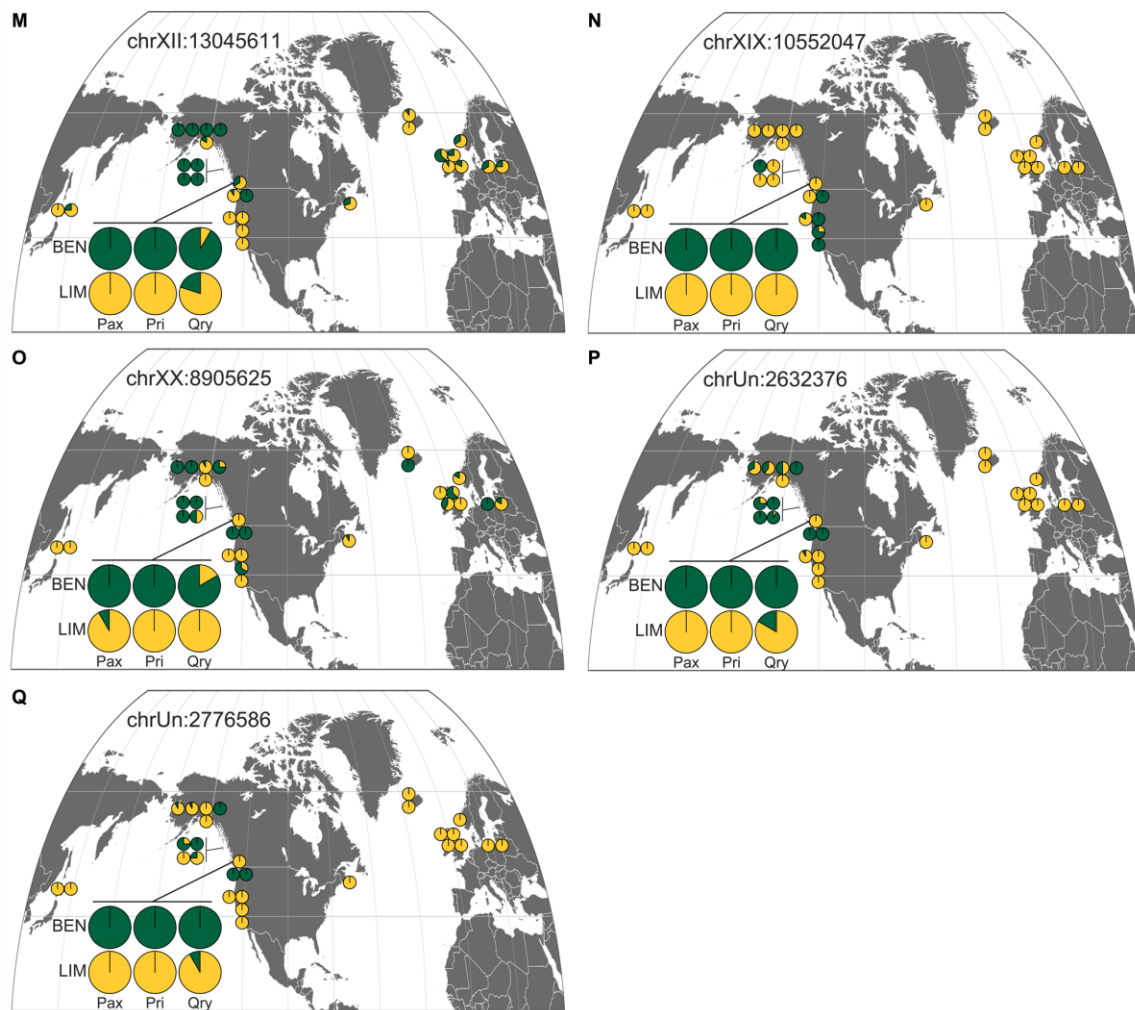 M
chrXII:13045611
BEN
LIM
Pax Pri Qry
N
chrXIX:10552047
BEN
LIM
Pax Pri Qry
O
chrXX:8905625
BEN
LIM
Pax Pri Qry
P
chrUn:2632376
BEN
LIM
Pax Pri Qry
Q
chrUn:2776586
BEN
LIM
Pax Pri Qry